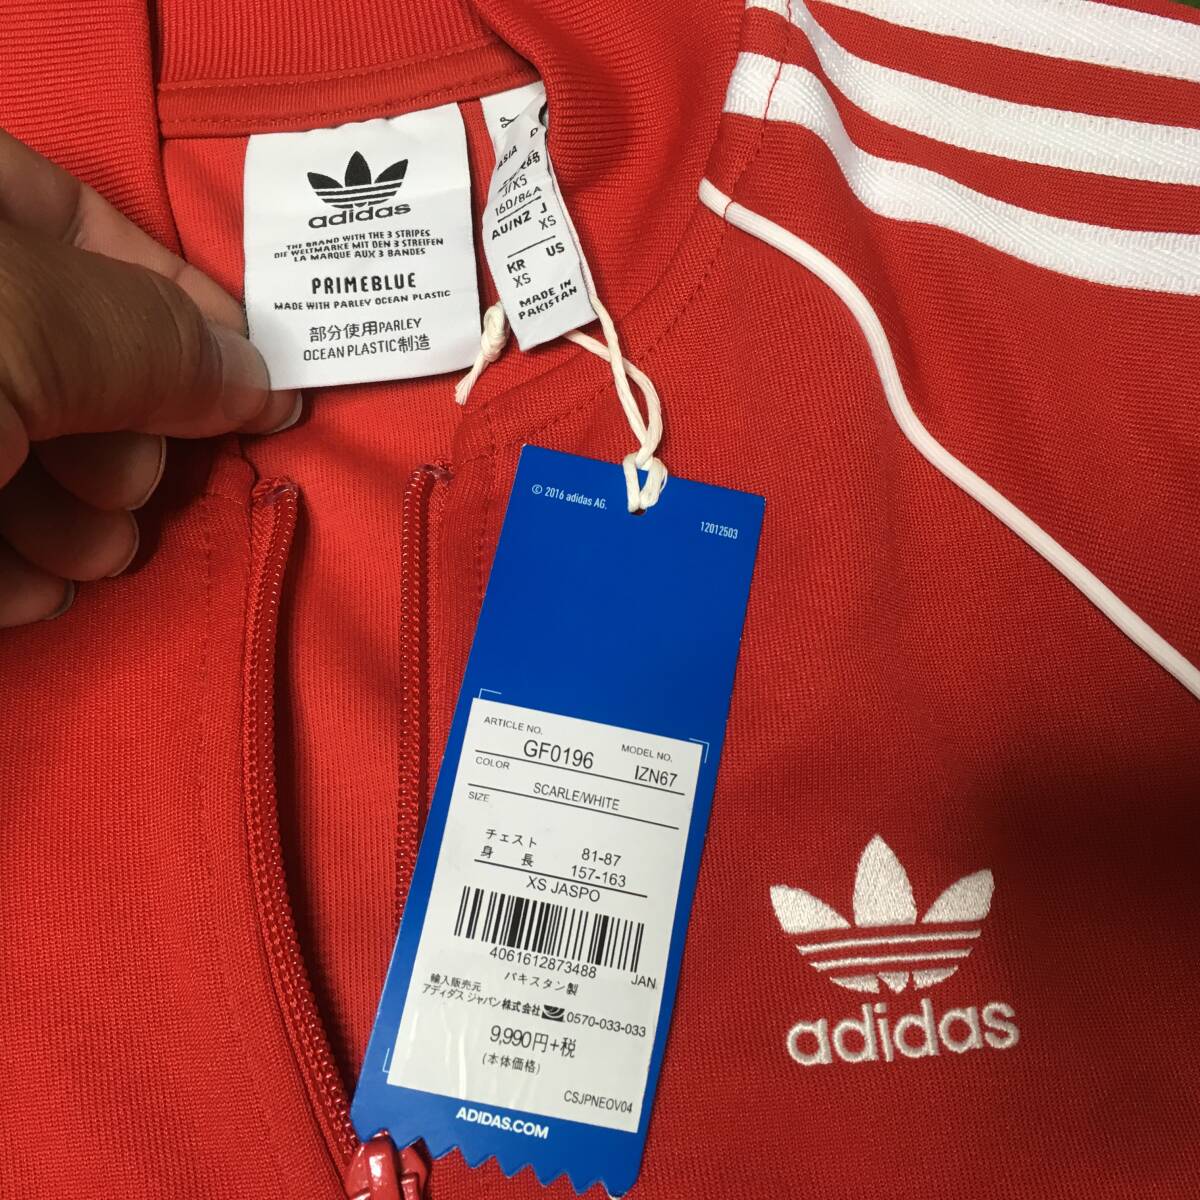 adidas
THE BRAND WITH THE 3 STRIPES
DIE WELTMARKE MIT DEN 3 STREIFEN
LA MARQUE AUX 3 BANDES
PRIMEBLUE
MADE WITH PARLEY OCEAN PLASTIC
部分使用PARLEY
OCEAN PLASTIC制造
ASIA
D
J/XS
160/84A
AU/NZ
J
XS
KR
US
XS
MADE IN
PAKISTAN
© 2016 adidas AG.
12012503
ARTICLE NO.
GF0196
MODEL NO.
IZN67
COLOR
SCARLE/WHITE
SIZE
チェスト 81-87
身長 157-163
XS JASPO
4061612873488
JAN
パキスタン製
輸入販売元
アディダス ジャパン株式会社 0570-033-033
9,990円+税
(本体価格)
CSJPNEOV04
ADIDAS.COM
adidas